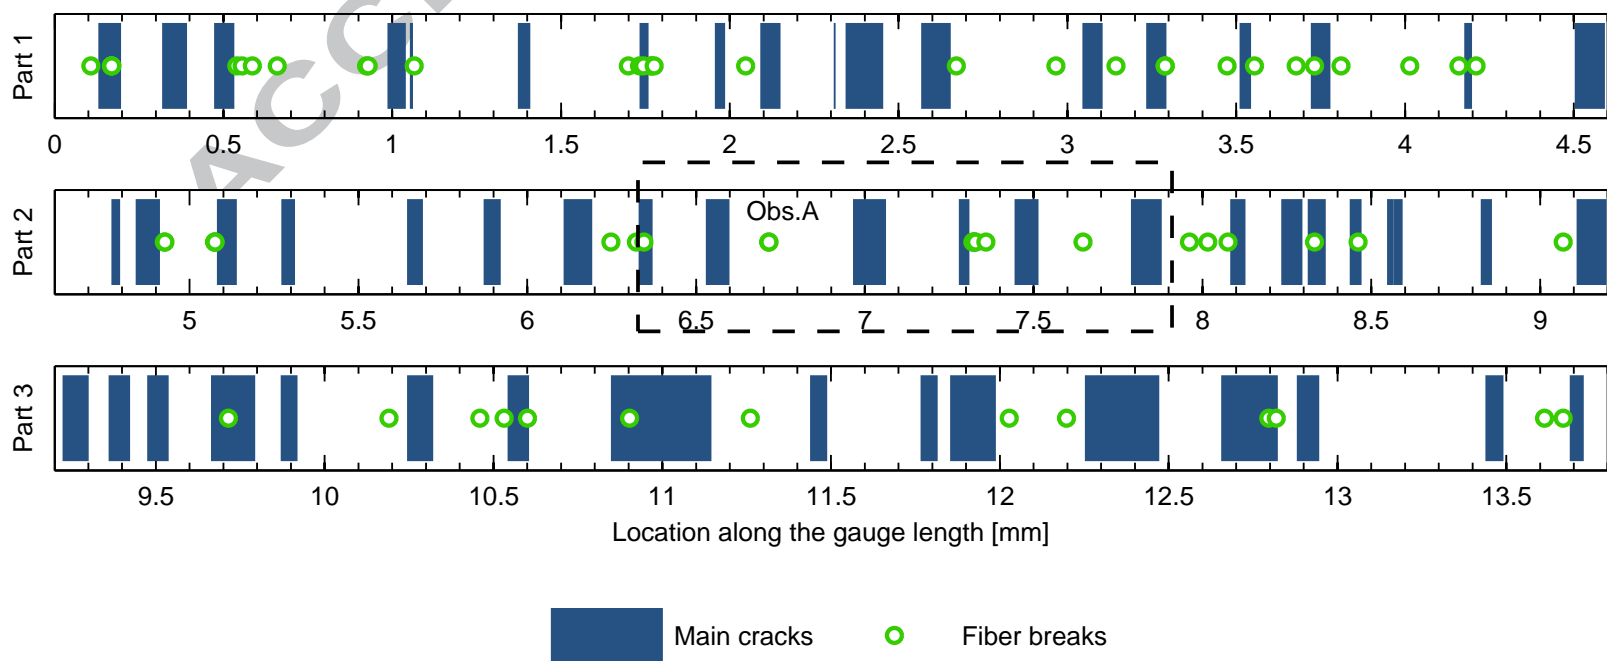 ACCE
Part 1
0 0.5 1 1.5 2 2.5 3 3.5 4 4.5
Part 2
Obs.A
5 5.5 6 6.5 7 7.5 8 8.5 9
Part 3
9.5 10 10.5 11 11.5 12 12.5 13 13.5
Location along the gauge length [mm]
Main cracks
Fiber breaks